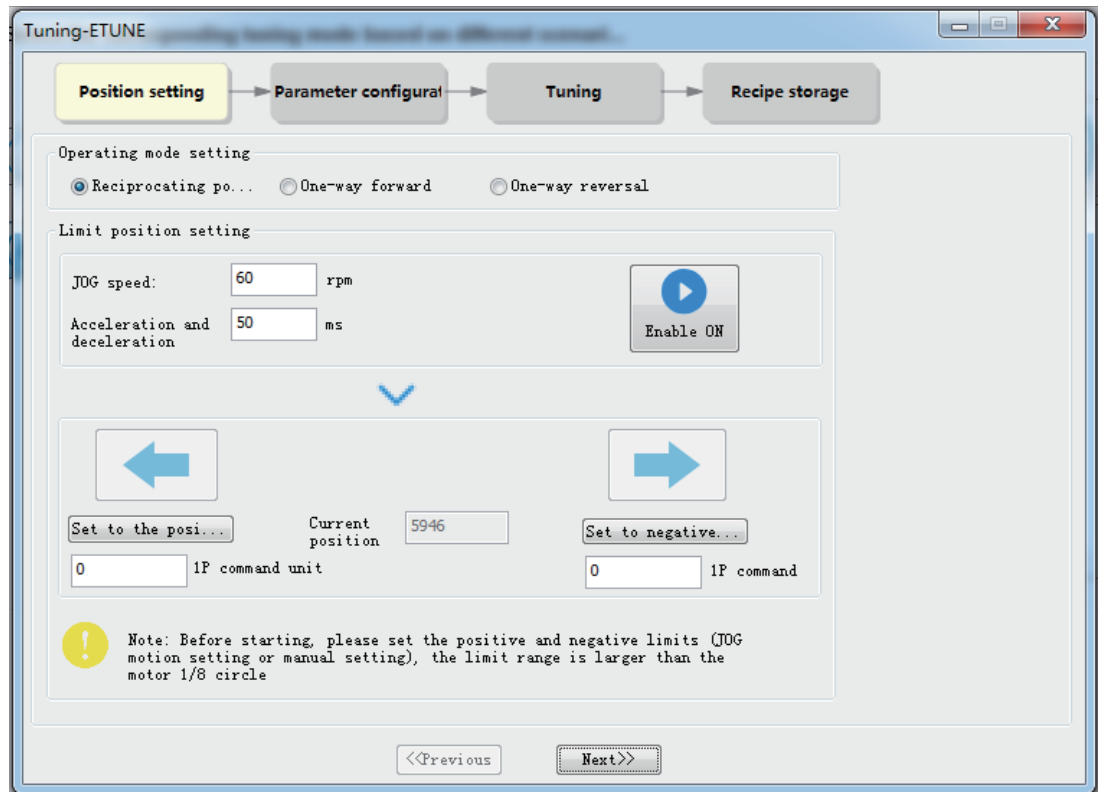 Tuning-ETUNE
Position setting
Parameter configurat
Tuning
Recipe storage
Operating mode setting
Reciprocating po...
One-way forward
One-way reversal
Limit position setting
JOG speed:
60
rpm
Acceleration and
deceleration
50
ms
Enable ON
Set to the posi...
Current
position
5946
Set to negative...
0
1P command unit
0
1P command
!
Note: Before starting, please set the positive and negative limits (JOG
motion setting or manual setting), the limit range is larger than the
motor 1/8 circle
<<Previous
Next>>